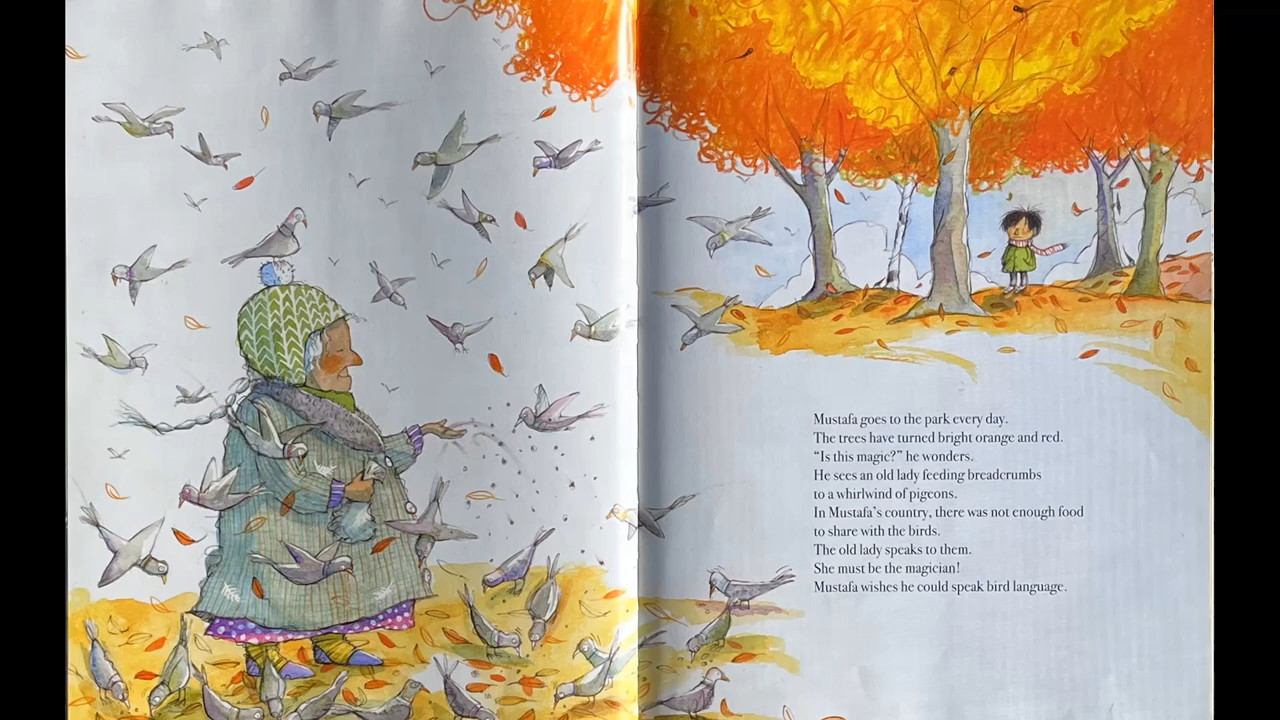 Mustafa goes to the park every day.
The trees have turned bright orange and red.
“Is this magic?” he wonders.
He sees an old lady feeding breadcrumbs
to a whirlwind of pigeons.
In Mustafa’s country, there was not enough food
to share with the birds.
The old lady speaks to them.
She must be the magician!
Mustafa wishes he could speak bird language.